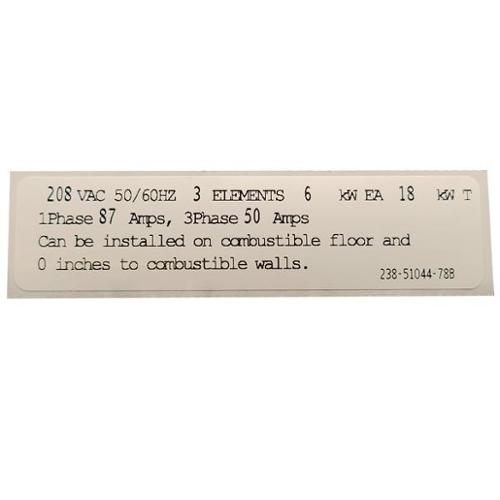 208 VAC 50/60HZ 3 ELEMENTS 6 kW EA 18 kW T
1Phase 87 Amps, 3Phase 50 Amps
Can be installed on combustible floor and
0 inches to combustible walls.
238-51044-78B